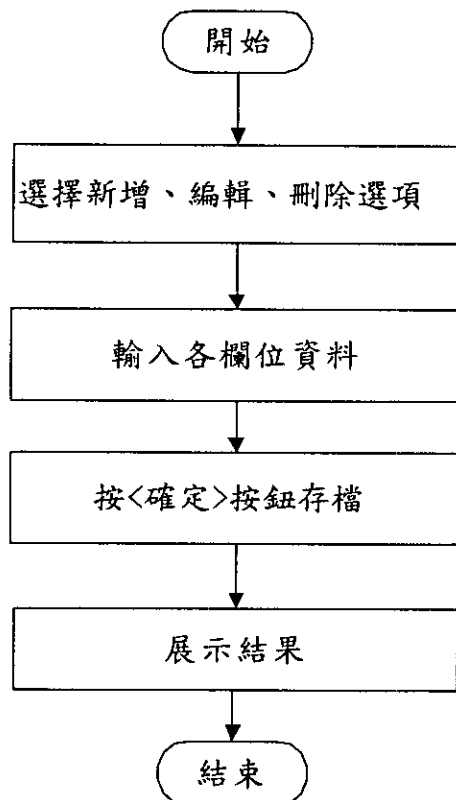 開始
選擇新增、編輯、刪除選項
輸入各欄位資料
按<確定>按鈕存檔
展示結果
結束